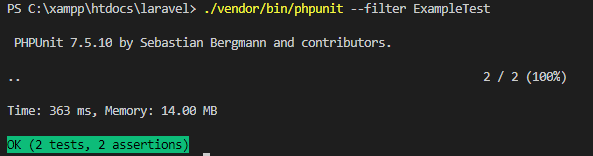 PS C:\xampp\htdocs\laravel> ./vendor/bin/phpunit --filter ExampleTest
PHPUnit 7.5.10 by Sebastian Bergmann and contributors.
.. 2 / 2 (100%)
Time: 363 ms, Memory: 14.00 MB
OK (2 tests, 2 assertions)